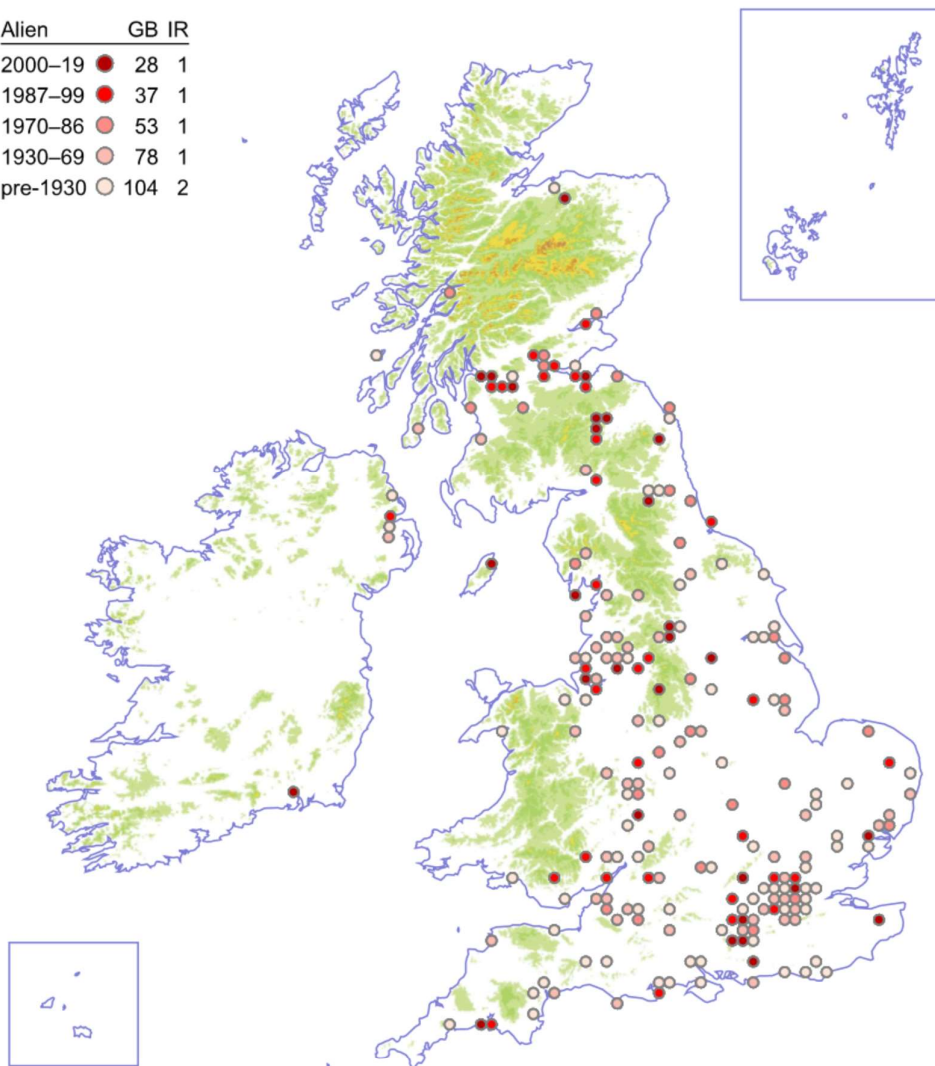 Alien GB IR
2000–19 28 1
1987–99 37 1
1970–86 53 1
1930–69 78 1
pre-1930 104 2